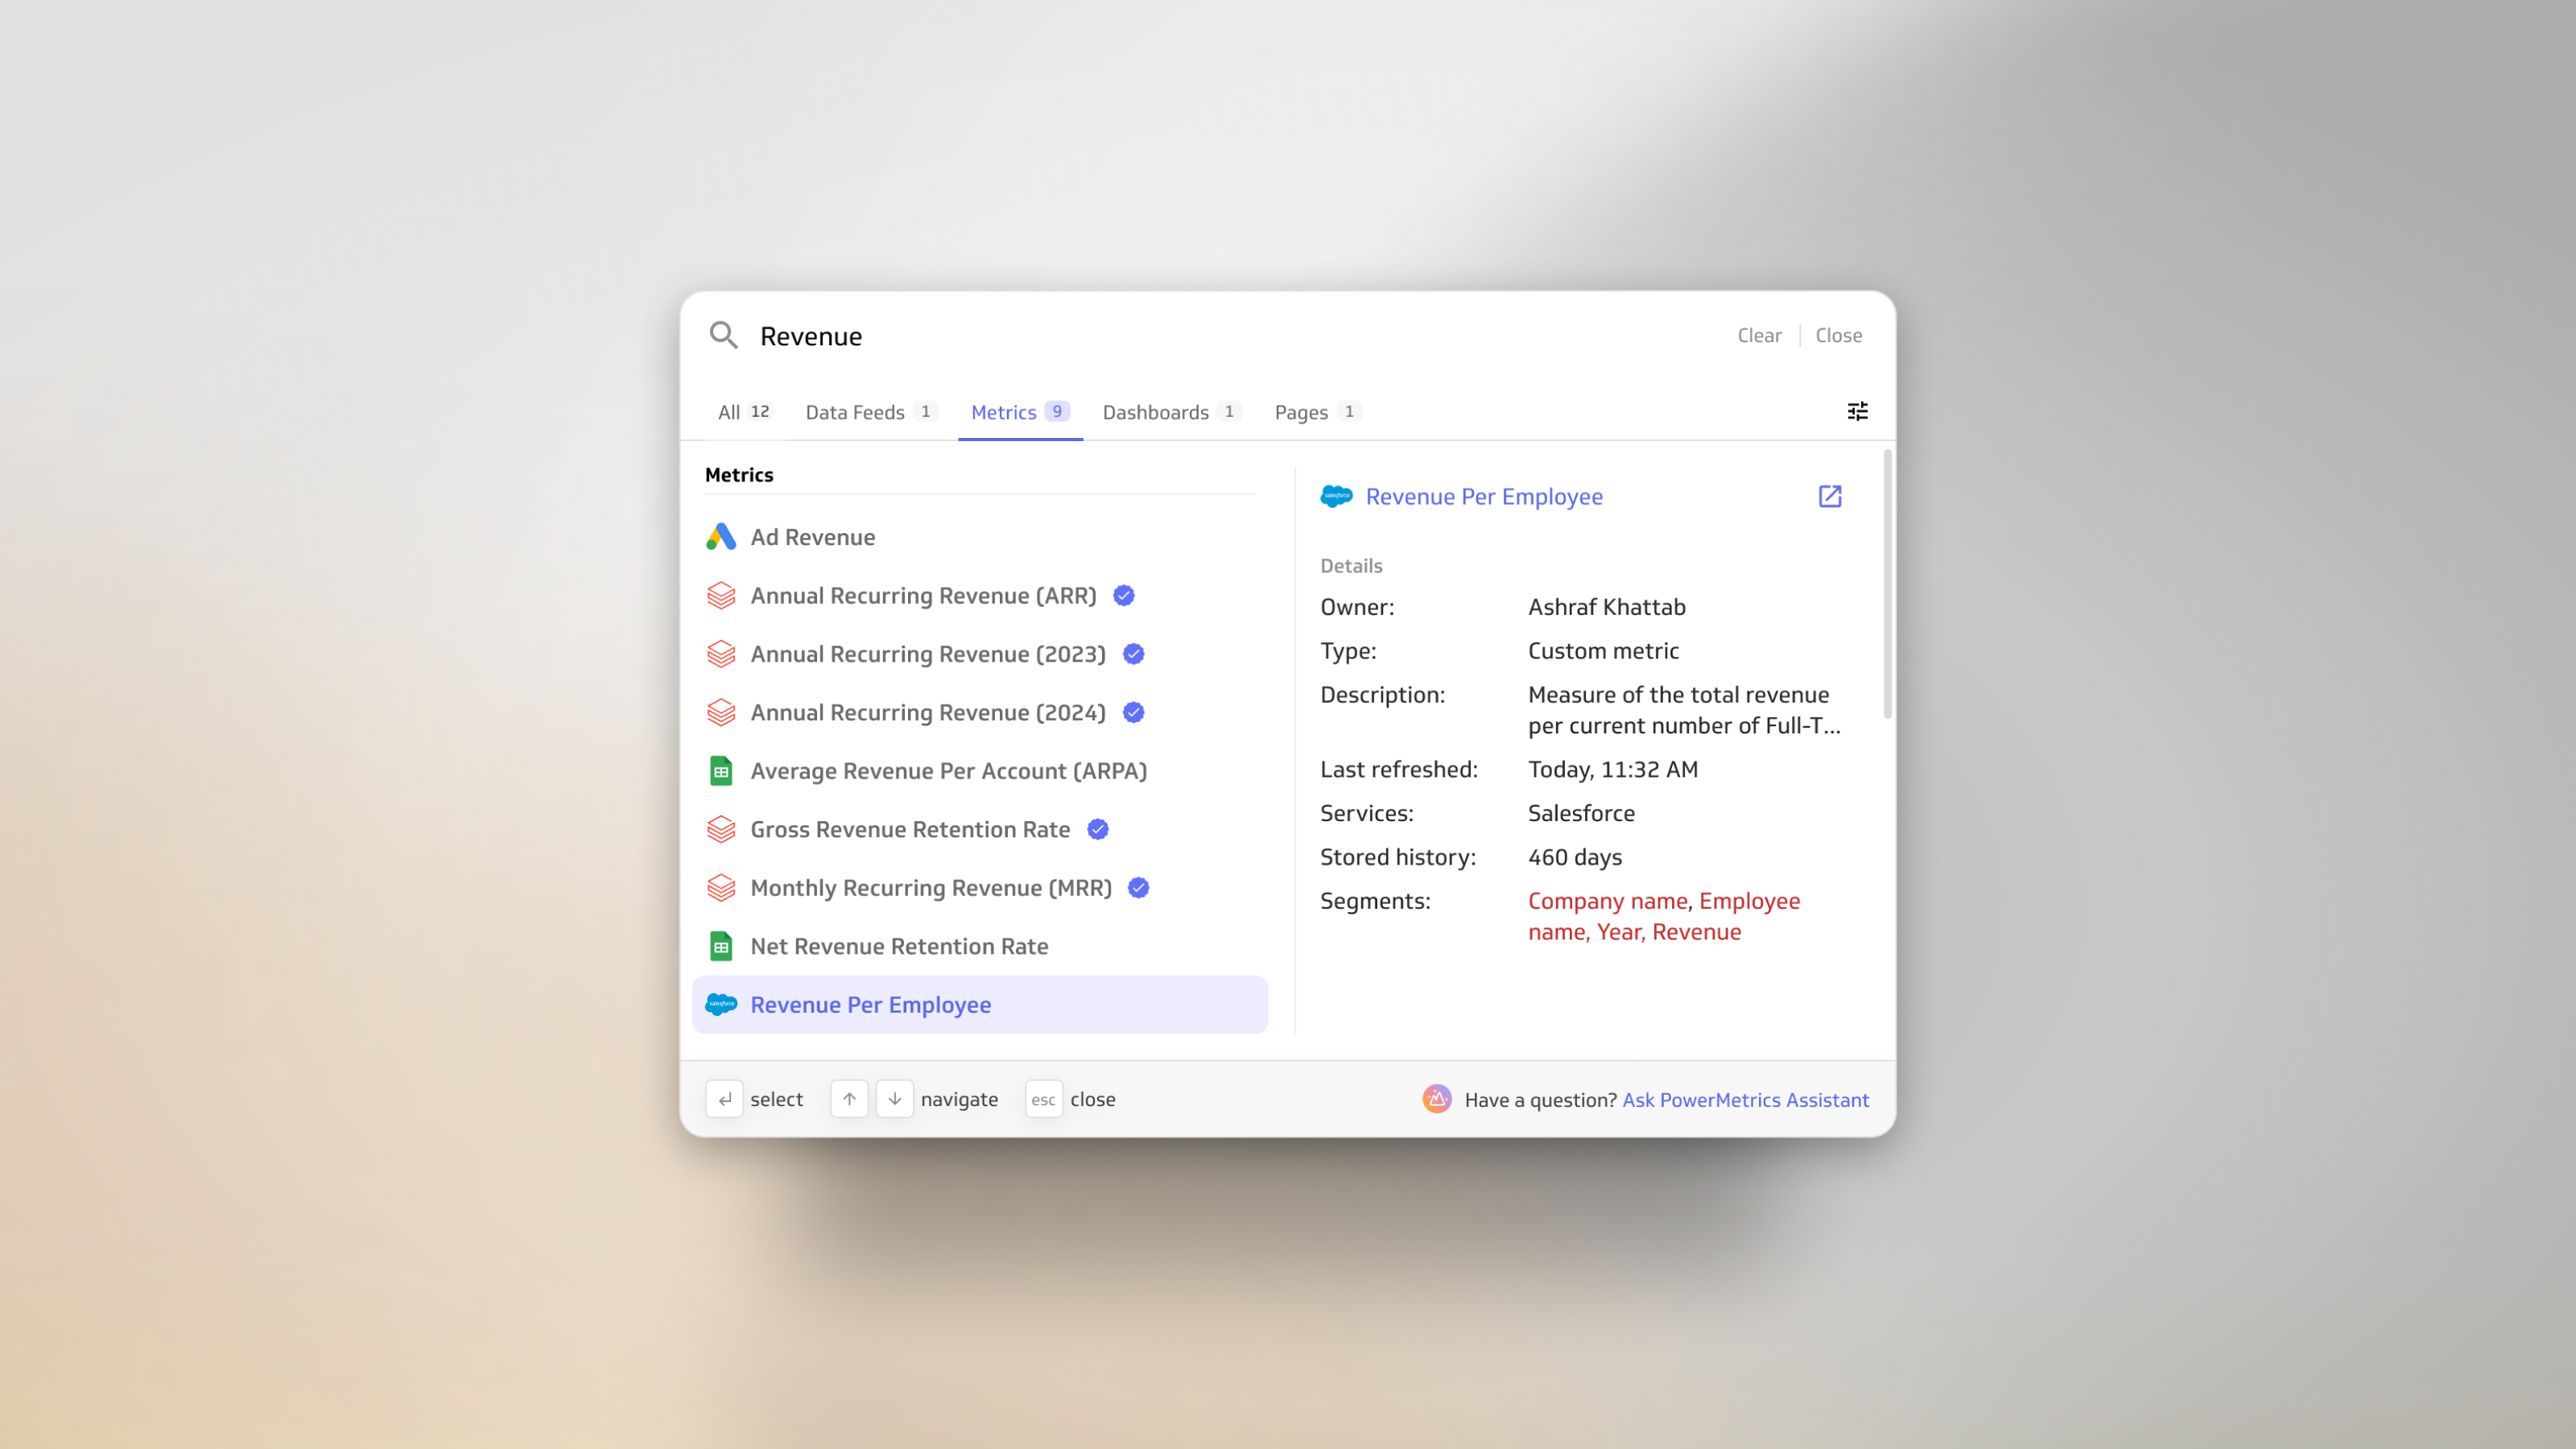 Revenue
Clear
Close
All 12
Data Feeds 1
Metrics 9
Dashboards 1
Pages 1
Metrics
Ad Revenue
Annual Recurring Revenue (ARR)
Annual Recurring Revenue (2023)
Annual Recurring Revenue (2024)
Average Revenue Per Account (ARPA)
Gross Revenue Retention Rate
Monthly Recurring Revenue (MRR)
Net Revenue Retention Rate
salesforce
Revenue Per Employee
salesforce
Revenue Per Employee
Details
Owner: Ashraf Khattab
Type: Custom metric
Description: Measure of the total revenue
per current number of Full-T...
Last refreshed: Today, 11:32 AM
Services: Salesforce
Stored history: 460 days
Segments: Company name, Employee
name, Year, Revenue
select
navigate
esc close
Have a question? Ask PowerMetrics Assistant